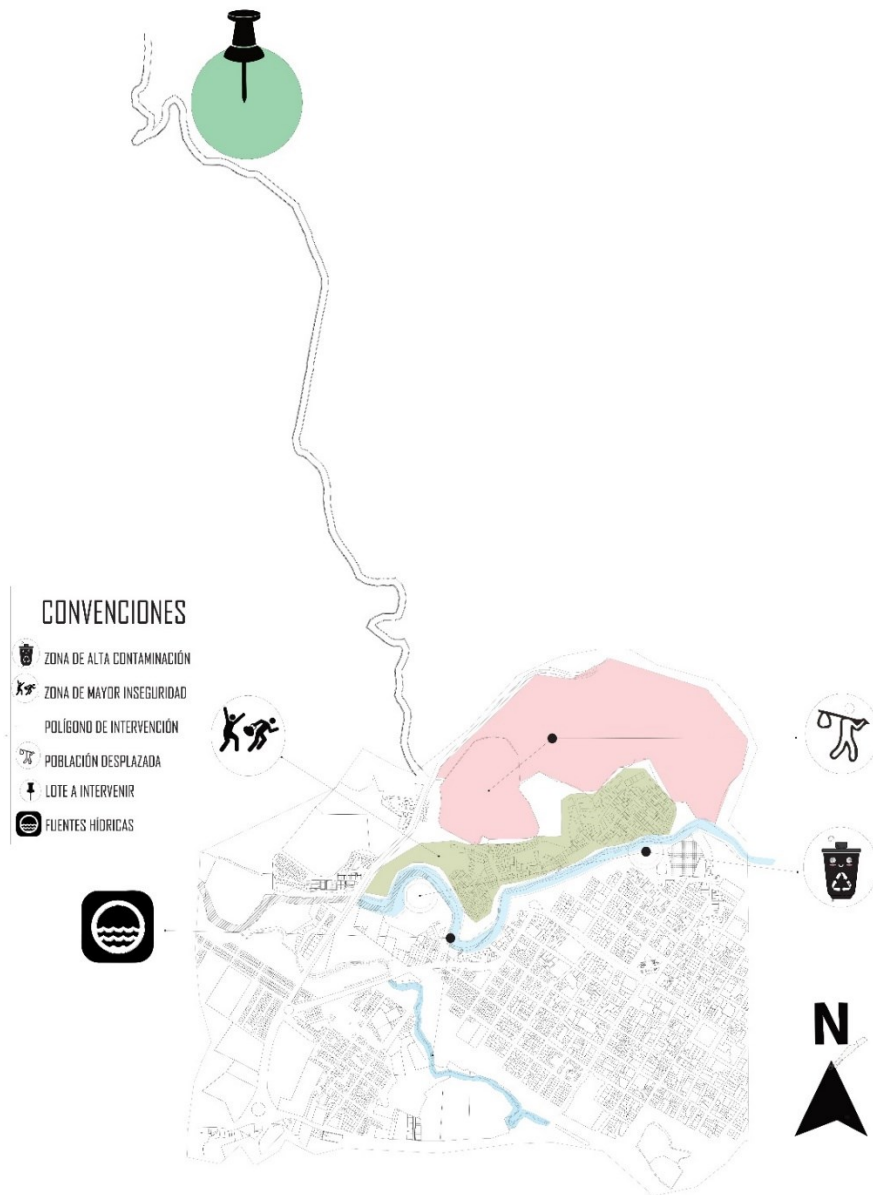 CONVENCIONES
ZONA DE ALTA CONTAMINACIÓN
ZONA DE MAYOR INSEGURIDAD
POLÍGONO DE INTERVENCIÓN
POBLACIÓN DESPLAZADA
LOTE A INTERVENIR
FUENTES HÍDRICAS
N